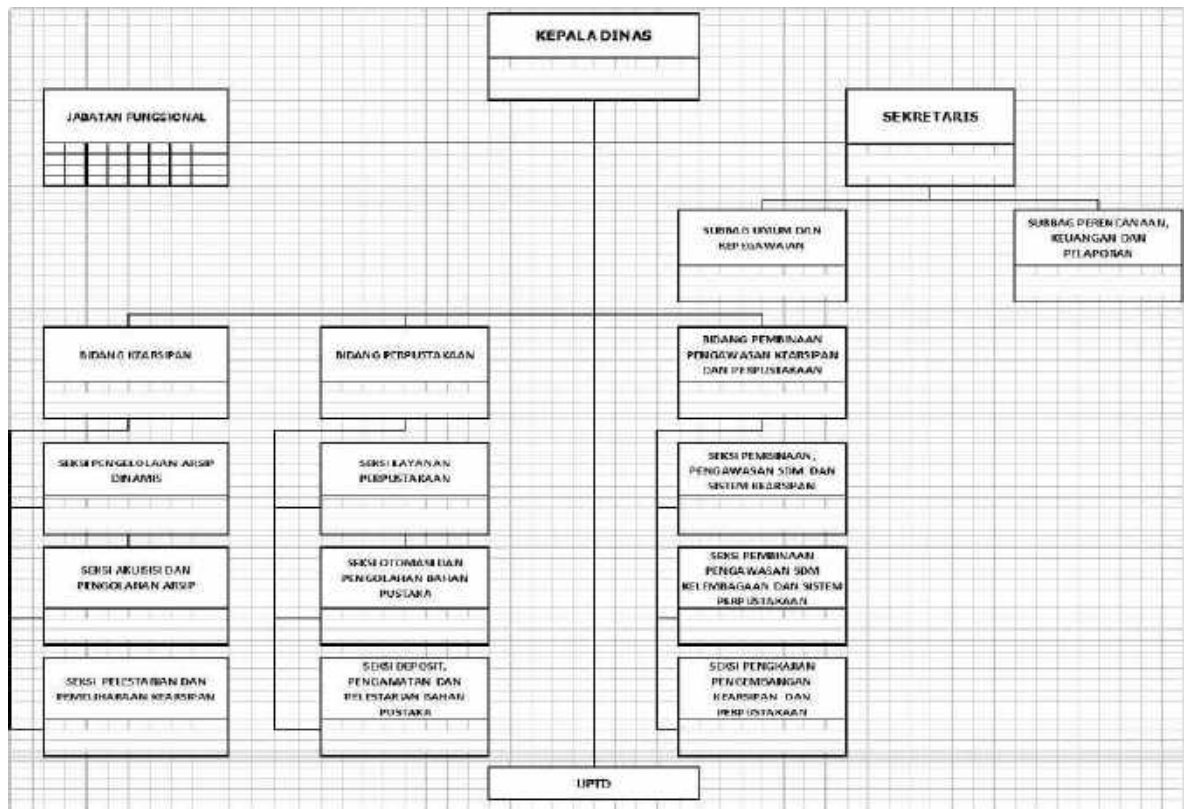 KEPALA DINAS
JABATAN FUNGSIONAL
SEKRETARIS
SUBBAG UMUM DAN
KEPEGAWAIAN
SUBBAG PERENCANAAN,
KEUANGAN DAN
PELAPORAN
BIDANG KEARSIPAN
BIDANG PERPUSTAKAAN
BIDANG PEMBINAAN
PENGAWASAN KEARSIPAN
DAN PERPUSTAKAAN
SEKSI PENGELOLAAN ARSIP
DINAMIS
SEKSI LAYANAN
PERPUSTAKAAN
SEKSI PEMBINAAN,
PENGAWASAN SDM DAN
SISTEM KEARSIPAN
SEKSI AKUISISI DAN
PENGOLAHAN ARSIP
SEKSI OTOMASI DAN
PENGOLAHAN BAHAN
PUSTAKA
SEKSI PEMBINAAN
PENGAWASAN SDM
KELEMBAGAAN DAN SISTEM
PERPUSTAKAAN
SEKSI PELESTARIAN DAN
PEMELIHARAAN KEARSIPAN
SEKSI DEPOSIT,
PENGAMATAN DAN
PELESTARIAN BAHAN
PUSTAKA
SEKSI PENGKAJIAN
PENGEMBANGAN
KEARSIPAN DAN
PERPUSTAKAAN
UPTD